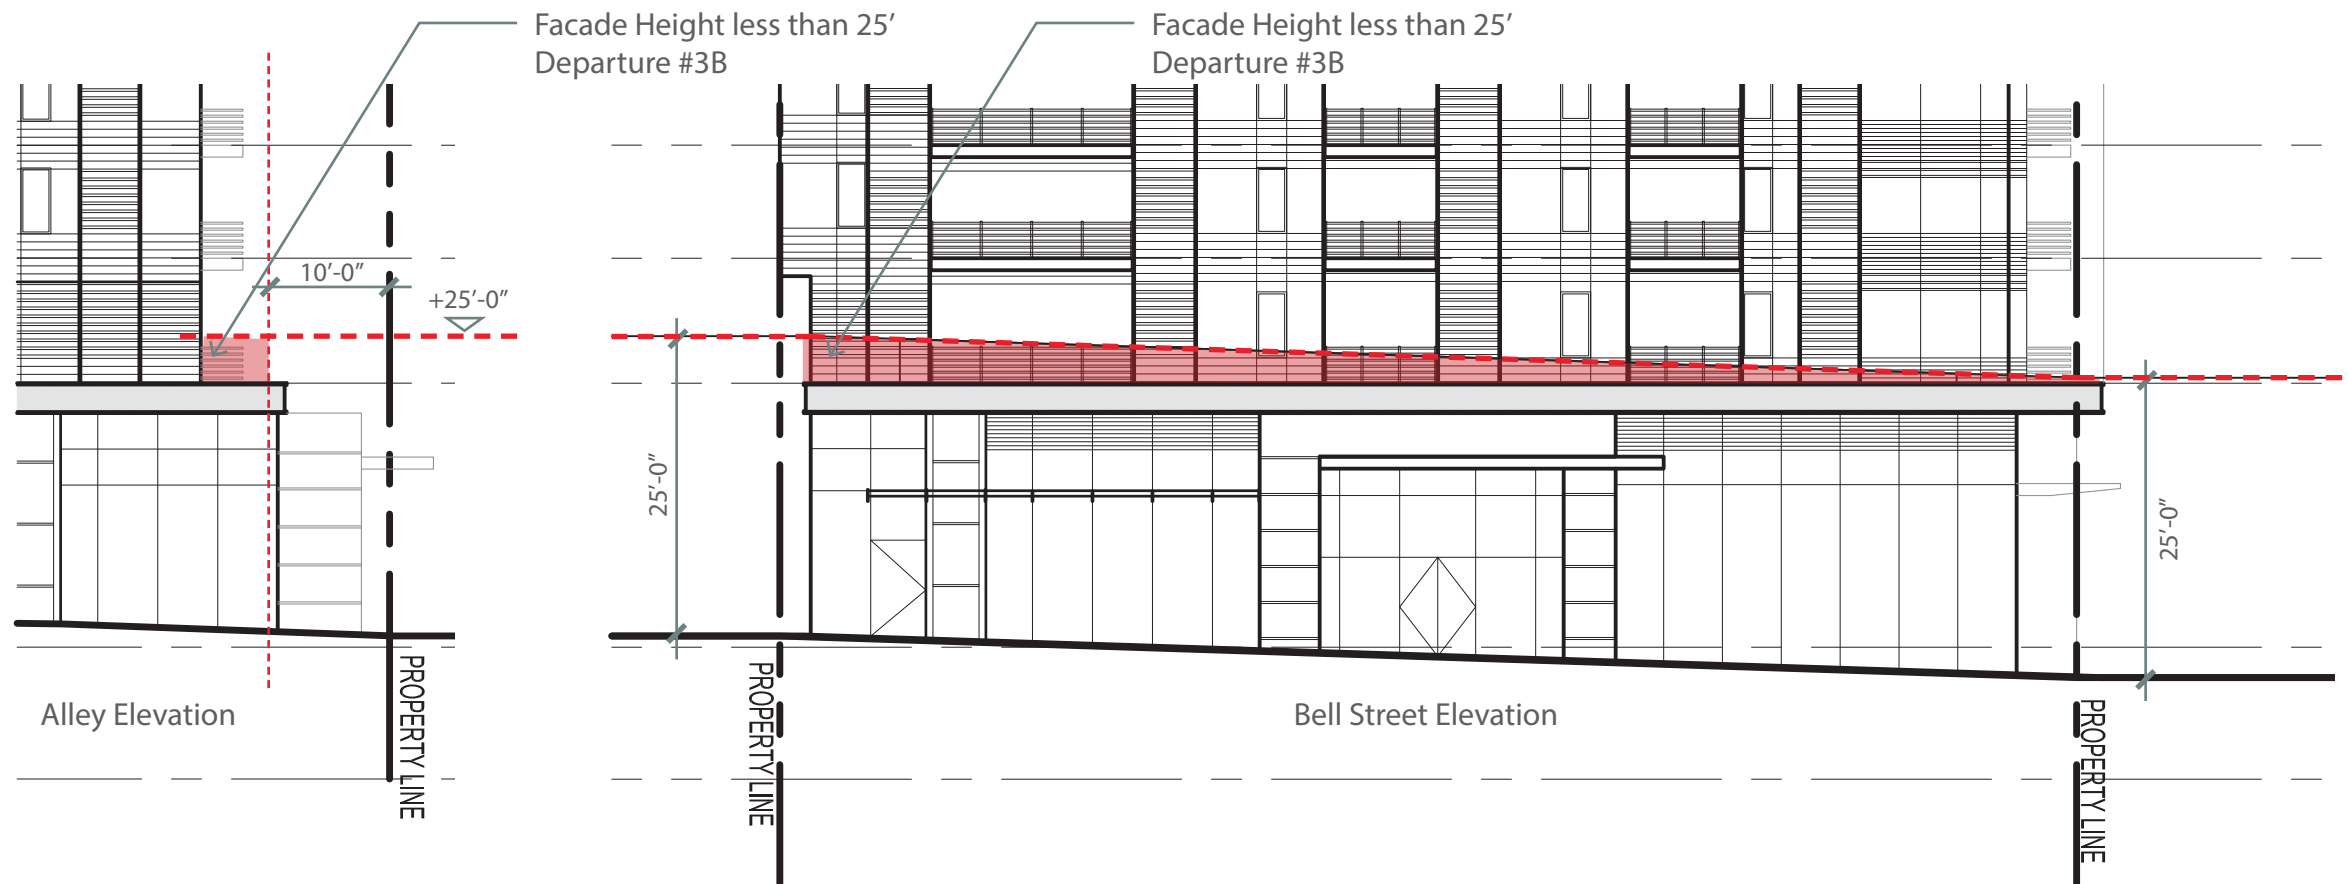 Facade Height less than 25’
Departure #3B
Facade Height less than 25’
Departure #3B
10’-0”
+25’-0”
25’-0”
25’-0”
PROPERTY LINE
PROPERTY LINE
PROPERTY LINE
Alley Elevation
Bell Street Elevation